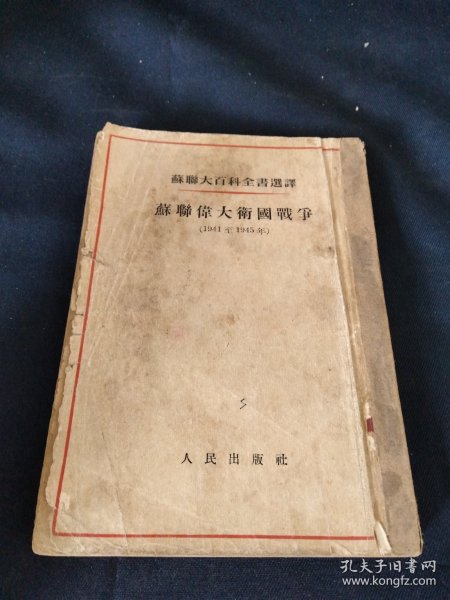 蘇聯大百科全書選譯
蘇聯偉大衛國戰爭
(1941至1945年)
人民出版社
孔夫子旧书网
www.kongfz.com